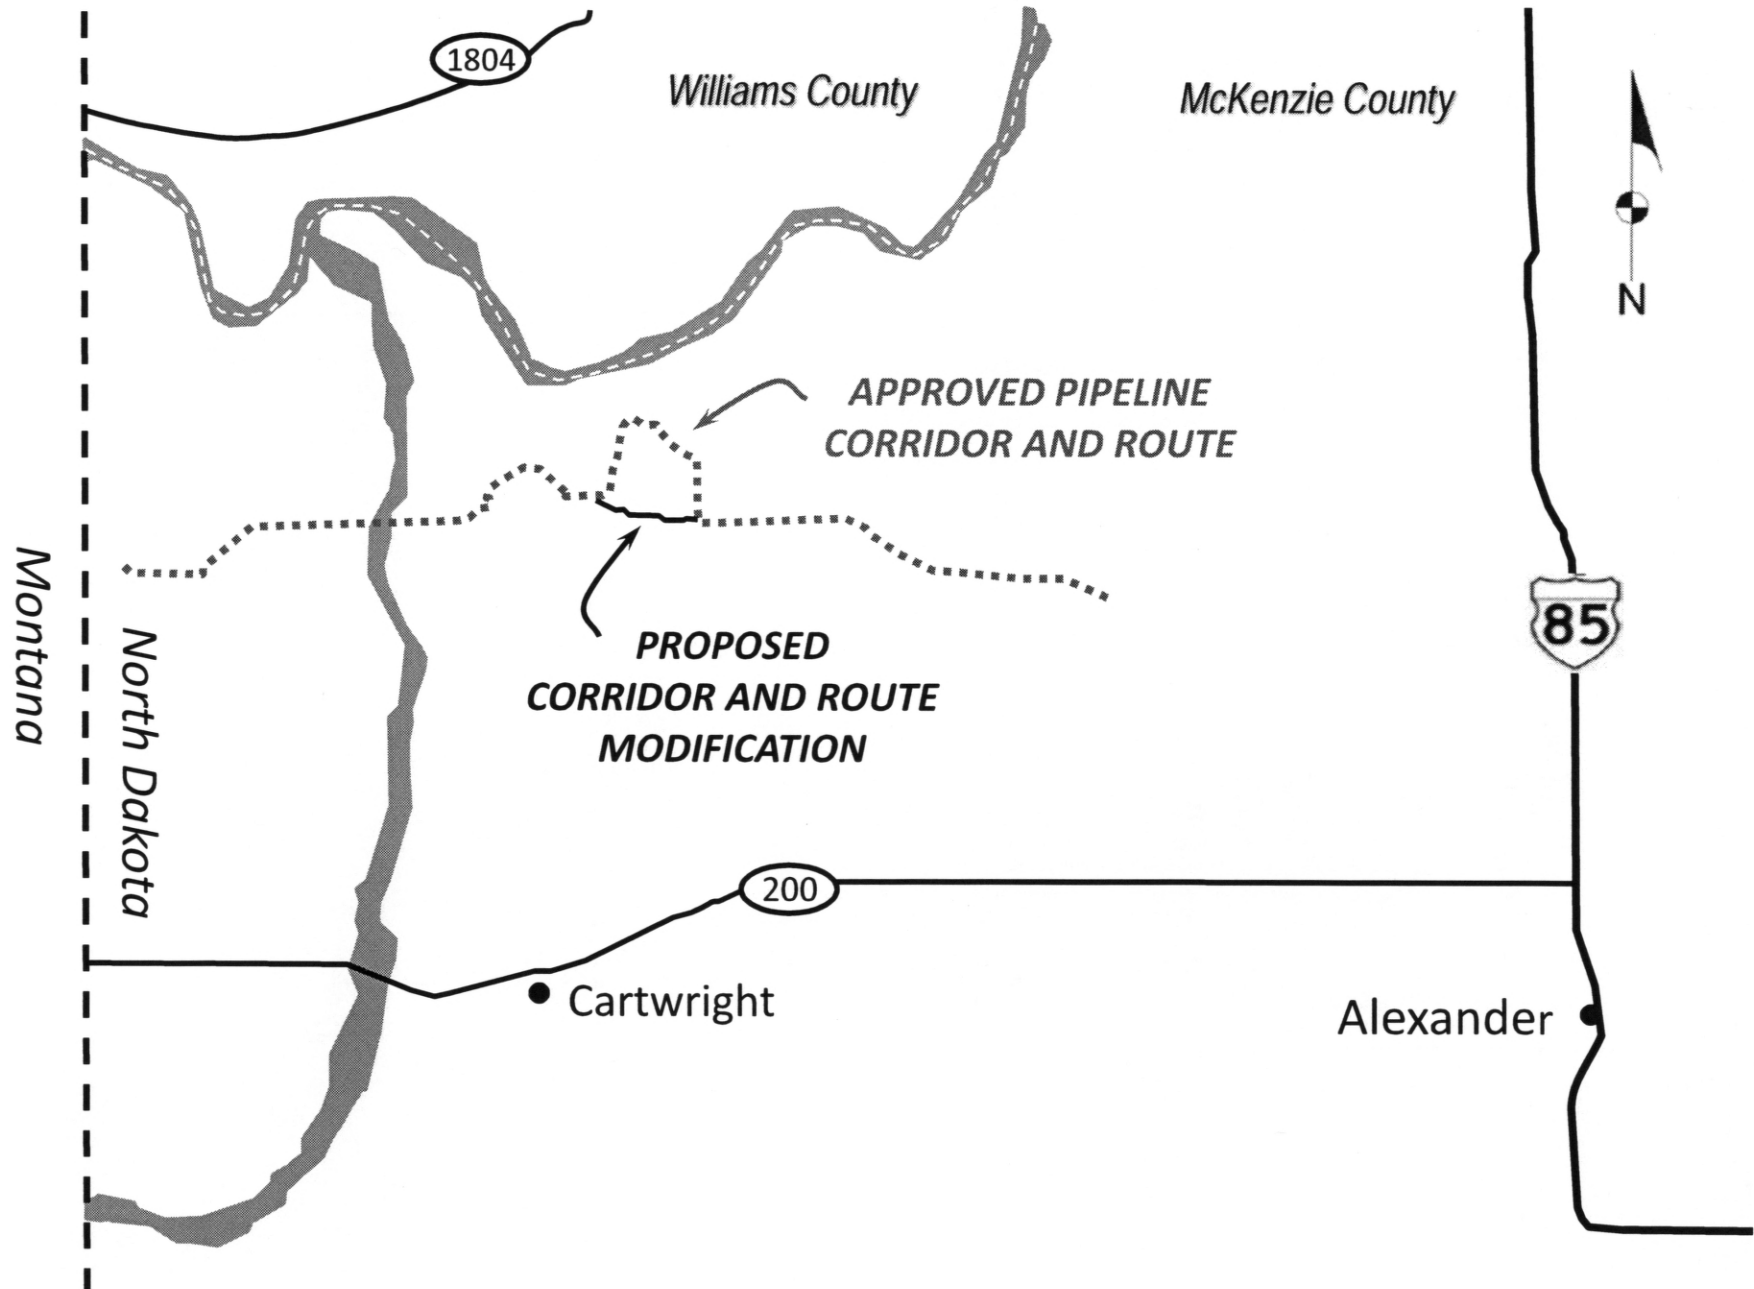 1804
Williams County
McKenzie County
N
APPROVED PIPELINE
CORRIDOR AND ROUTE
Montana
North Dakota
85
PROPOSED
CORRIDOR AND ROUTE
MODIFICATION
200
Cartwright
Alexander